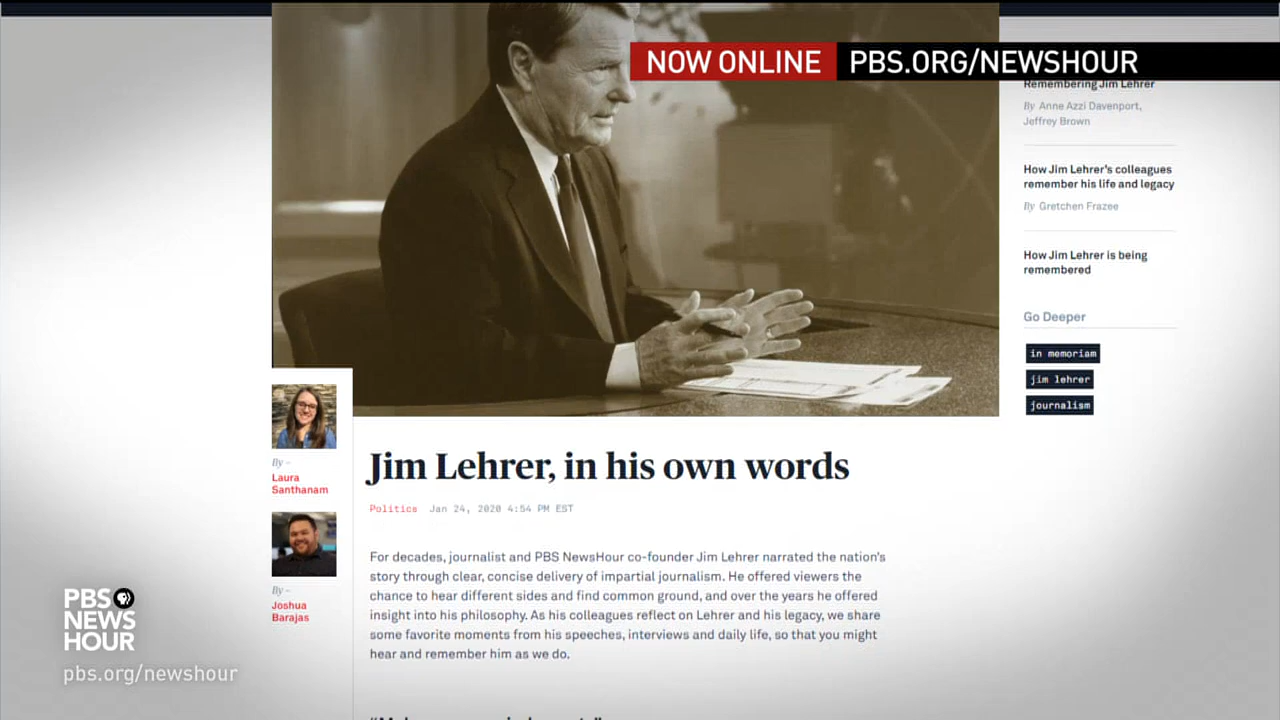 NOW ONLINE PBS.ORG/NEWSHOUR
Remembering Jim Lehrer
By Anne Azzi Davenport,
Jeffrey Brown
How Jim Lehrer's colleagues
remember his life and legacy
By Gretchen Frazee
How Jim Lehrer is being
remembered
Go Deeper
in memoriam
jim lehrer
journalism
By –
Laura
Santhanam
By –
Joshua
Barajas
Jim Lehrer, in his own words
Politics Jan 24, 2020 4:54 PM EST
For decades, journalist and PBS NewsHour co-founder Jim Lehrer narrated the nation's
story through clear, concise delivery of impartial journalism. He offered viewers the
chance to hear different sides and find common ground, and over the years he offered
insight into his philosophy. As his colleagues reflect on Lehrer and his legacy, we share
some favorite moments from his speeches, interviews and daily life, so that you might
hear and remember him as we do.
PBS
NEWS
HOUR
pbs.org/newshour